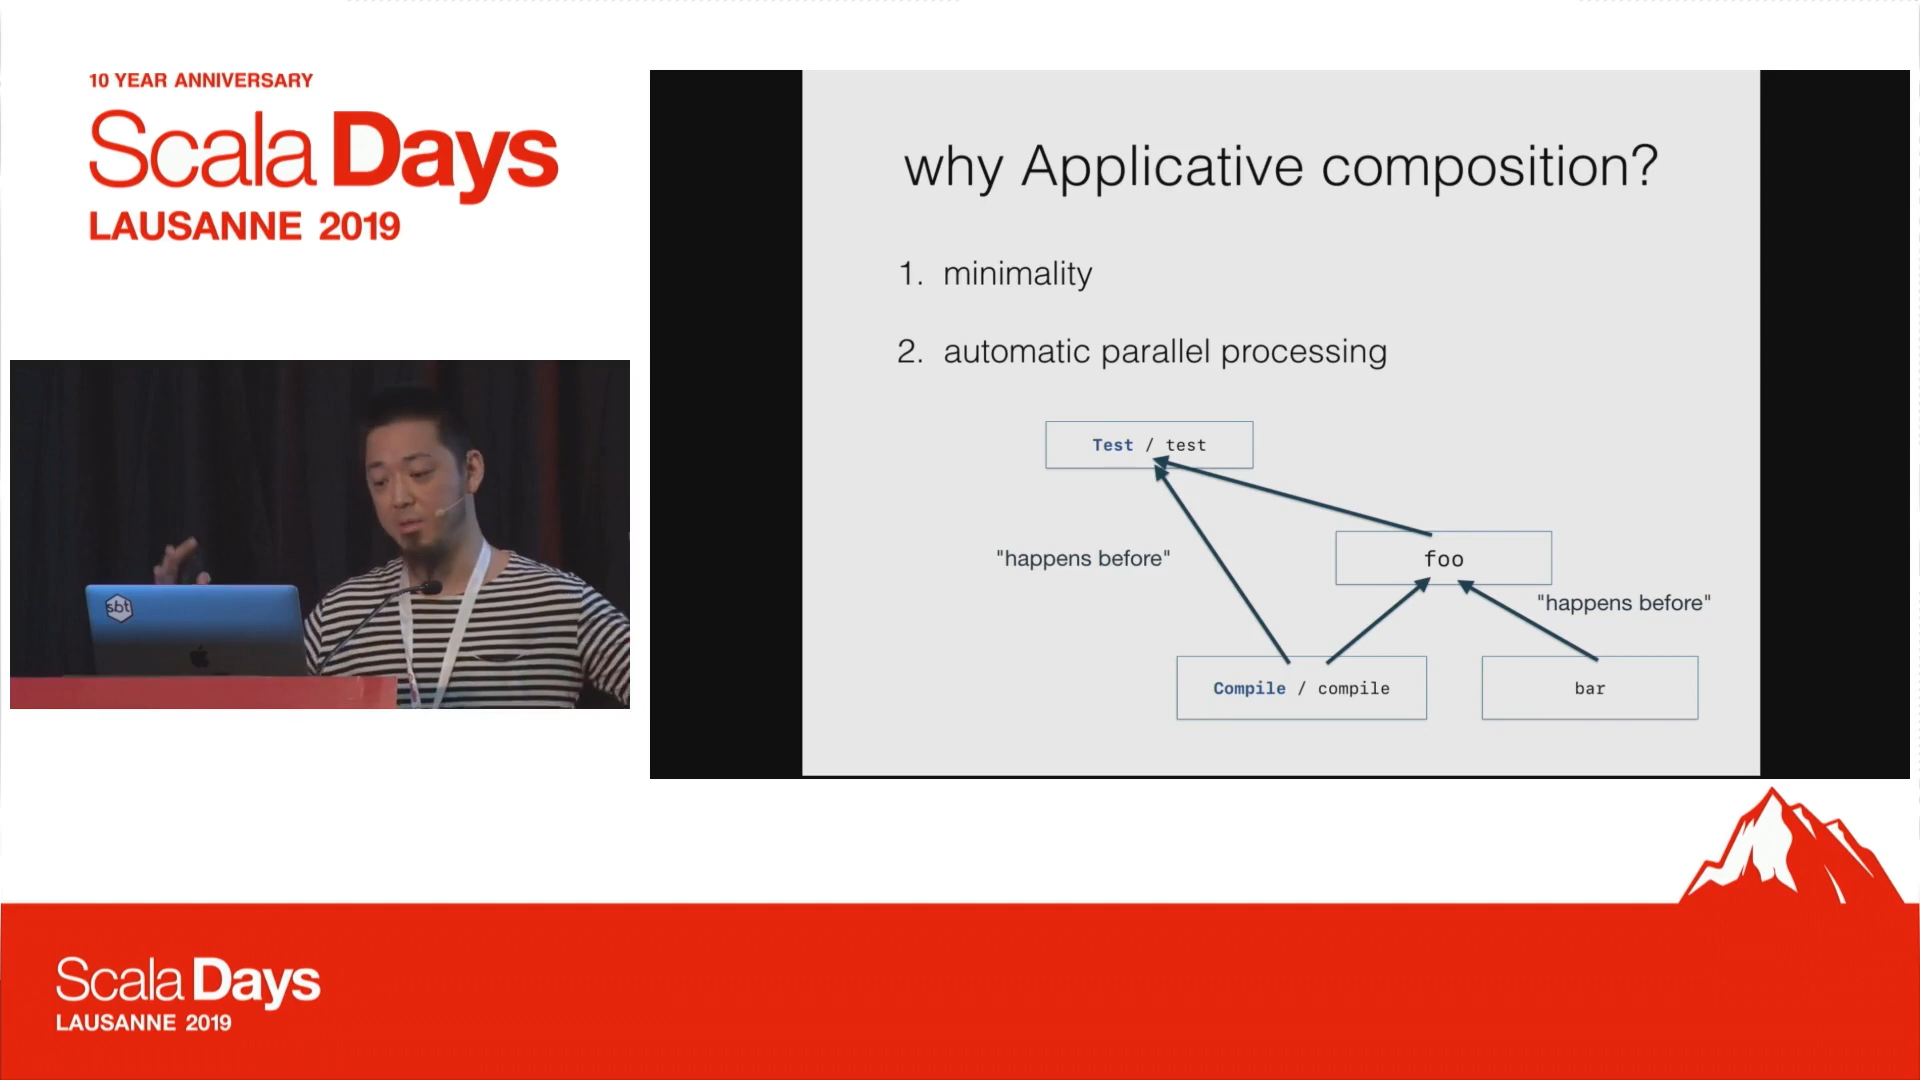 10 YEAR ANNIVERSARY
Scala Days
LAUSANNE 2019
sbt
why Applicative composition?
1. minimality
2. automatic parallel processing
Test / test
"happens before"
foo
"happens before"
Compile / compile
bar
Scala Days
LAUSANNE 2019